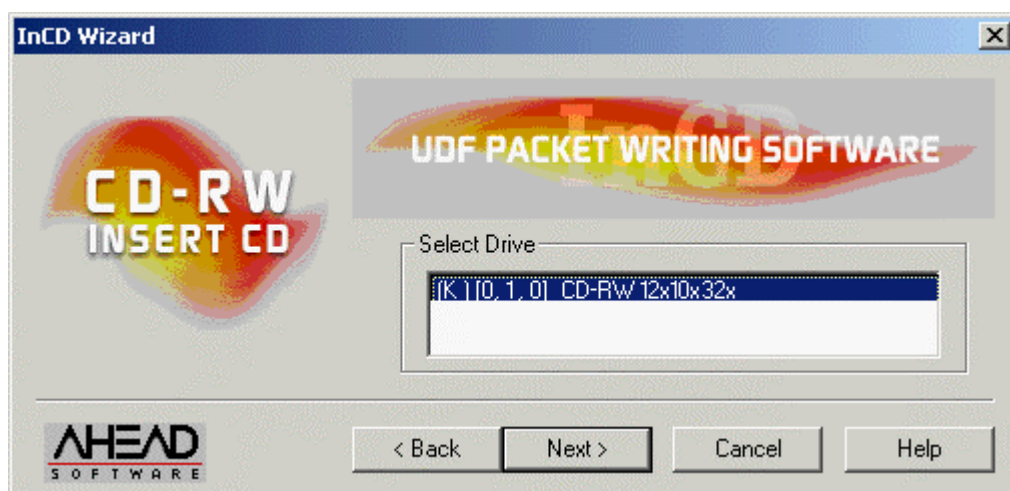 InCD Wizard
InCD
UDF PACKET WRITING SOFTWARE
CD-RW
INSERT CD
Select Drive
(K ) [0, 1, 0] CD-RW 12x10x32x
AHEAD
SOFTWARE
< Back
Next >
Cancel
Help